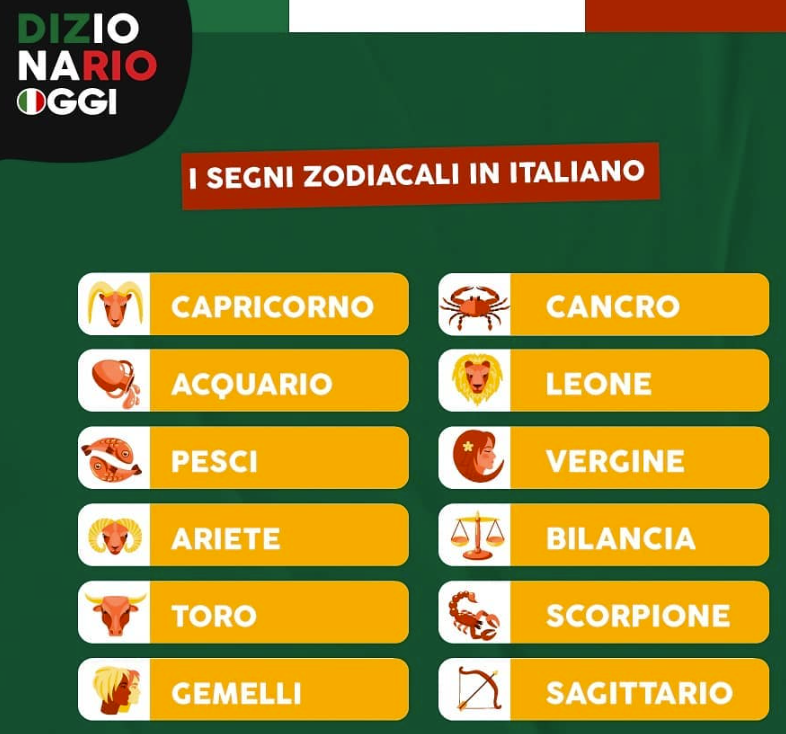 DIZIO
NARIO
OGGI
I SEGNI ZODIACALI IN ITALIANO
CAPRICORNO
ACQUARIO
PESCI
ARIETE
TORO
GEMELLI
CANCRO
LEONE
VERGINE
BILANCIA
SCORPIONE
SAGITTARIO